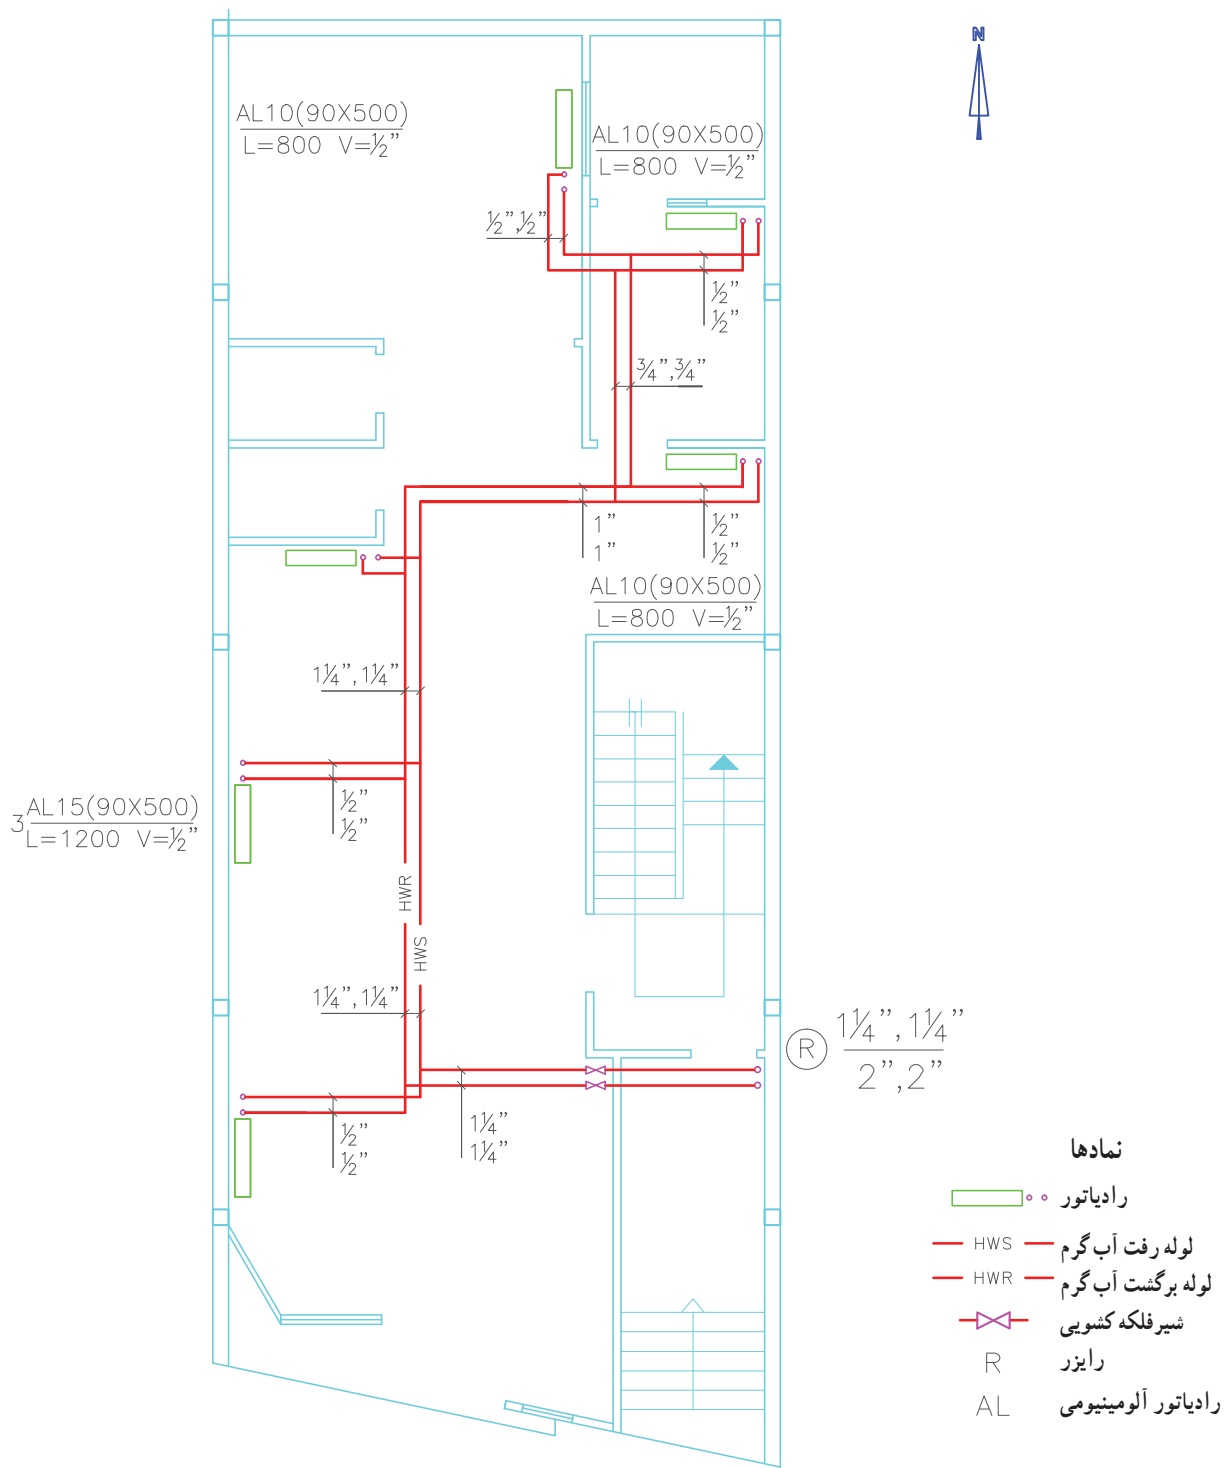 N
AL10(90X500)
L=800 V=½”
AL10(90X500)
L=800 V=½”
½”,½”
½”
½”
¾”,¾”
1”
1”
½”
½”
AL10(90X500)
L=800 V=½”
1¼”,1¼”
½”
½”
3 AL15(90X500)
L=1200 V=½”
HWR
HWS
1¼”,1¼”
R
1¼”,1¼”
2”,2”
1¼”
1¼”
½”
½”
نمادها
رادیاتور
HWS لوله رفت آب گرم
HWR لوله برگشت آب گرم
شیرفلکه کشویی
R رایزر
AL رادیاتور آلومینیومی